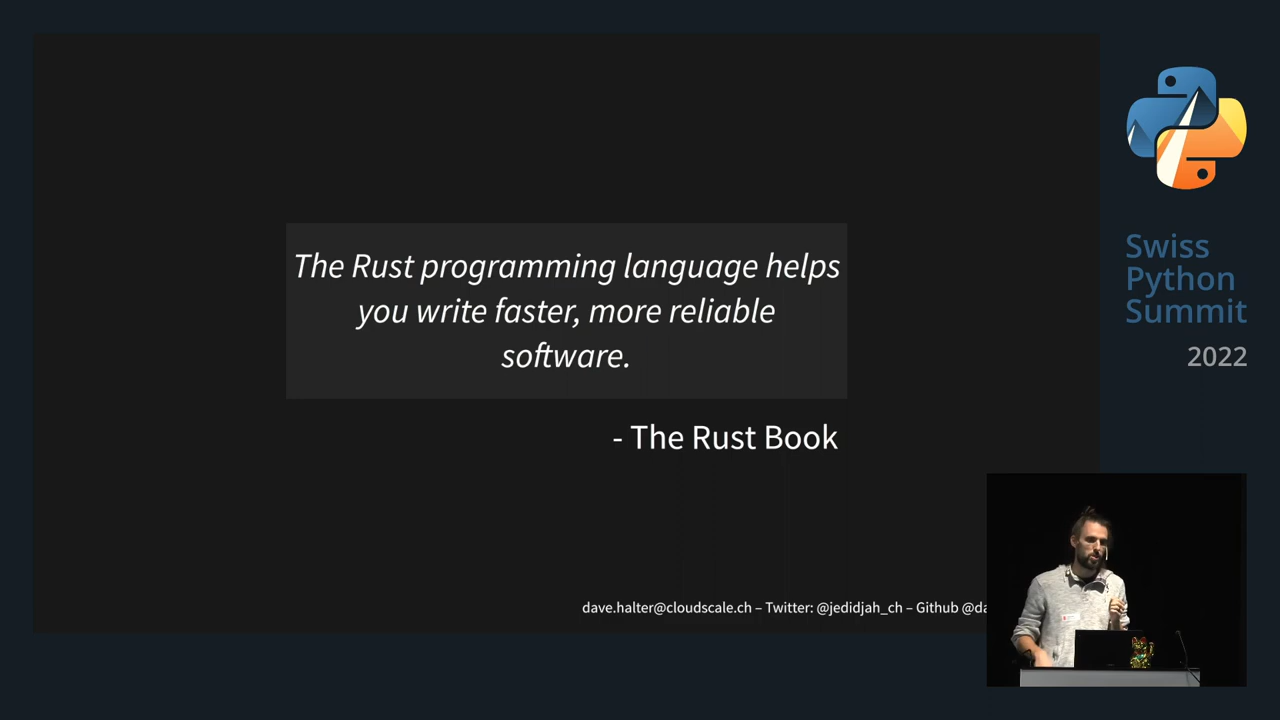 The Rust programming language helps
you write faster, more reliable
software.
- The Rust Book
dave.halter@cloudscale.ch – Twitter: @jedidjah_ch – Github @da
Swiss
Python
Summit
2022